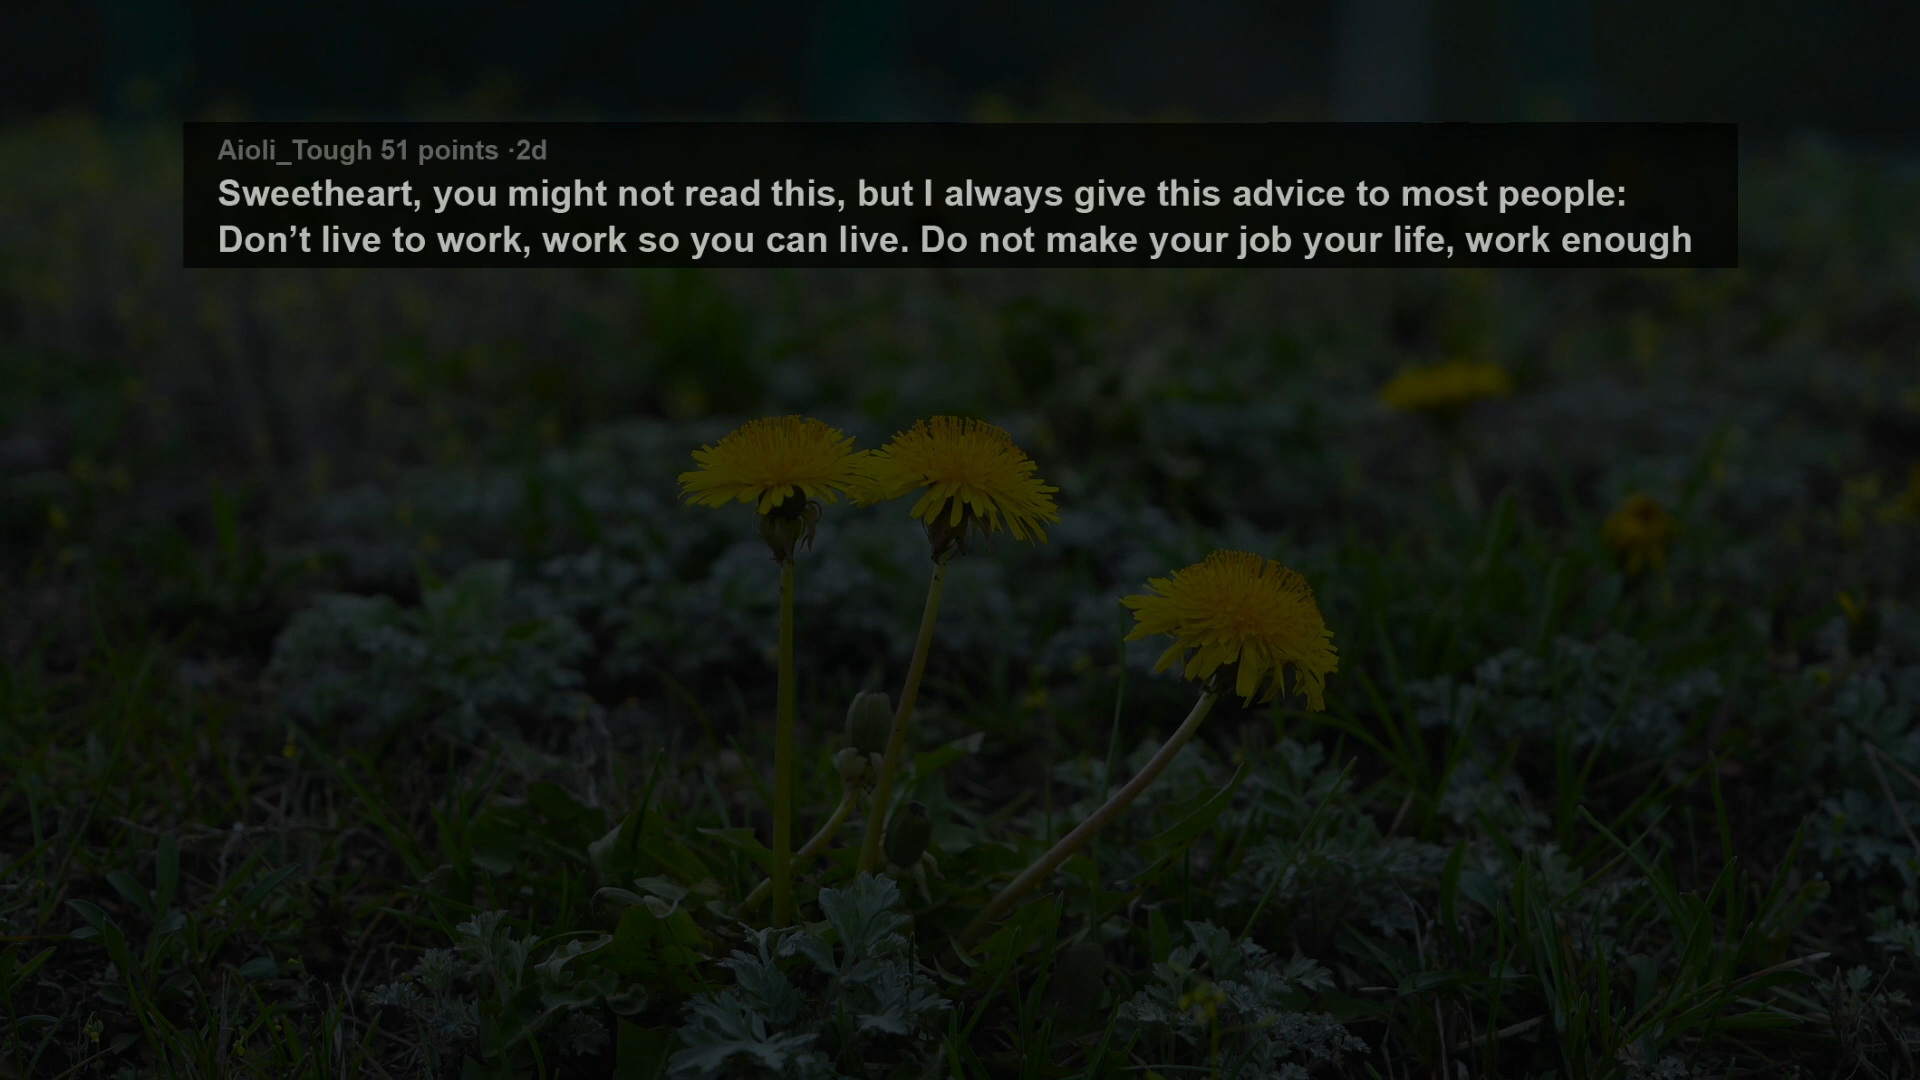 Aioli_Tough 51 points ·2d
Sweetheart, you might not read this, but I always give this advice to most people:
Don’t live to work, work so you can live. Do not make your job your life, work enough